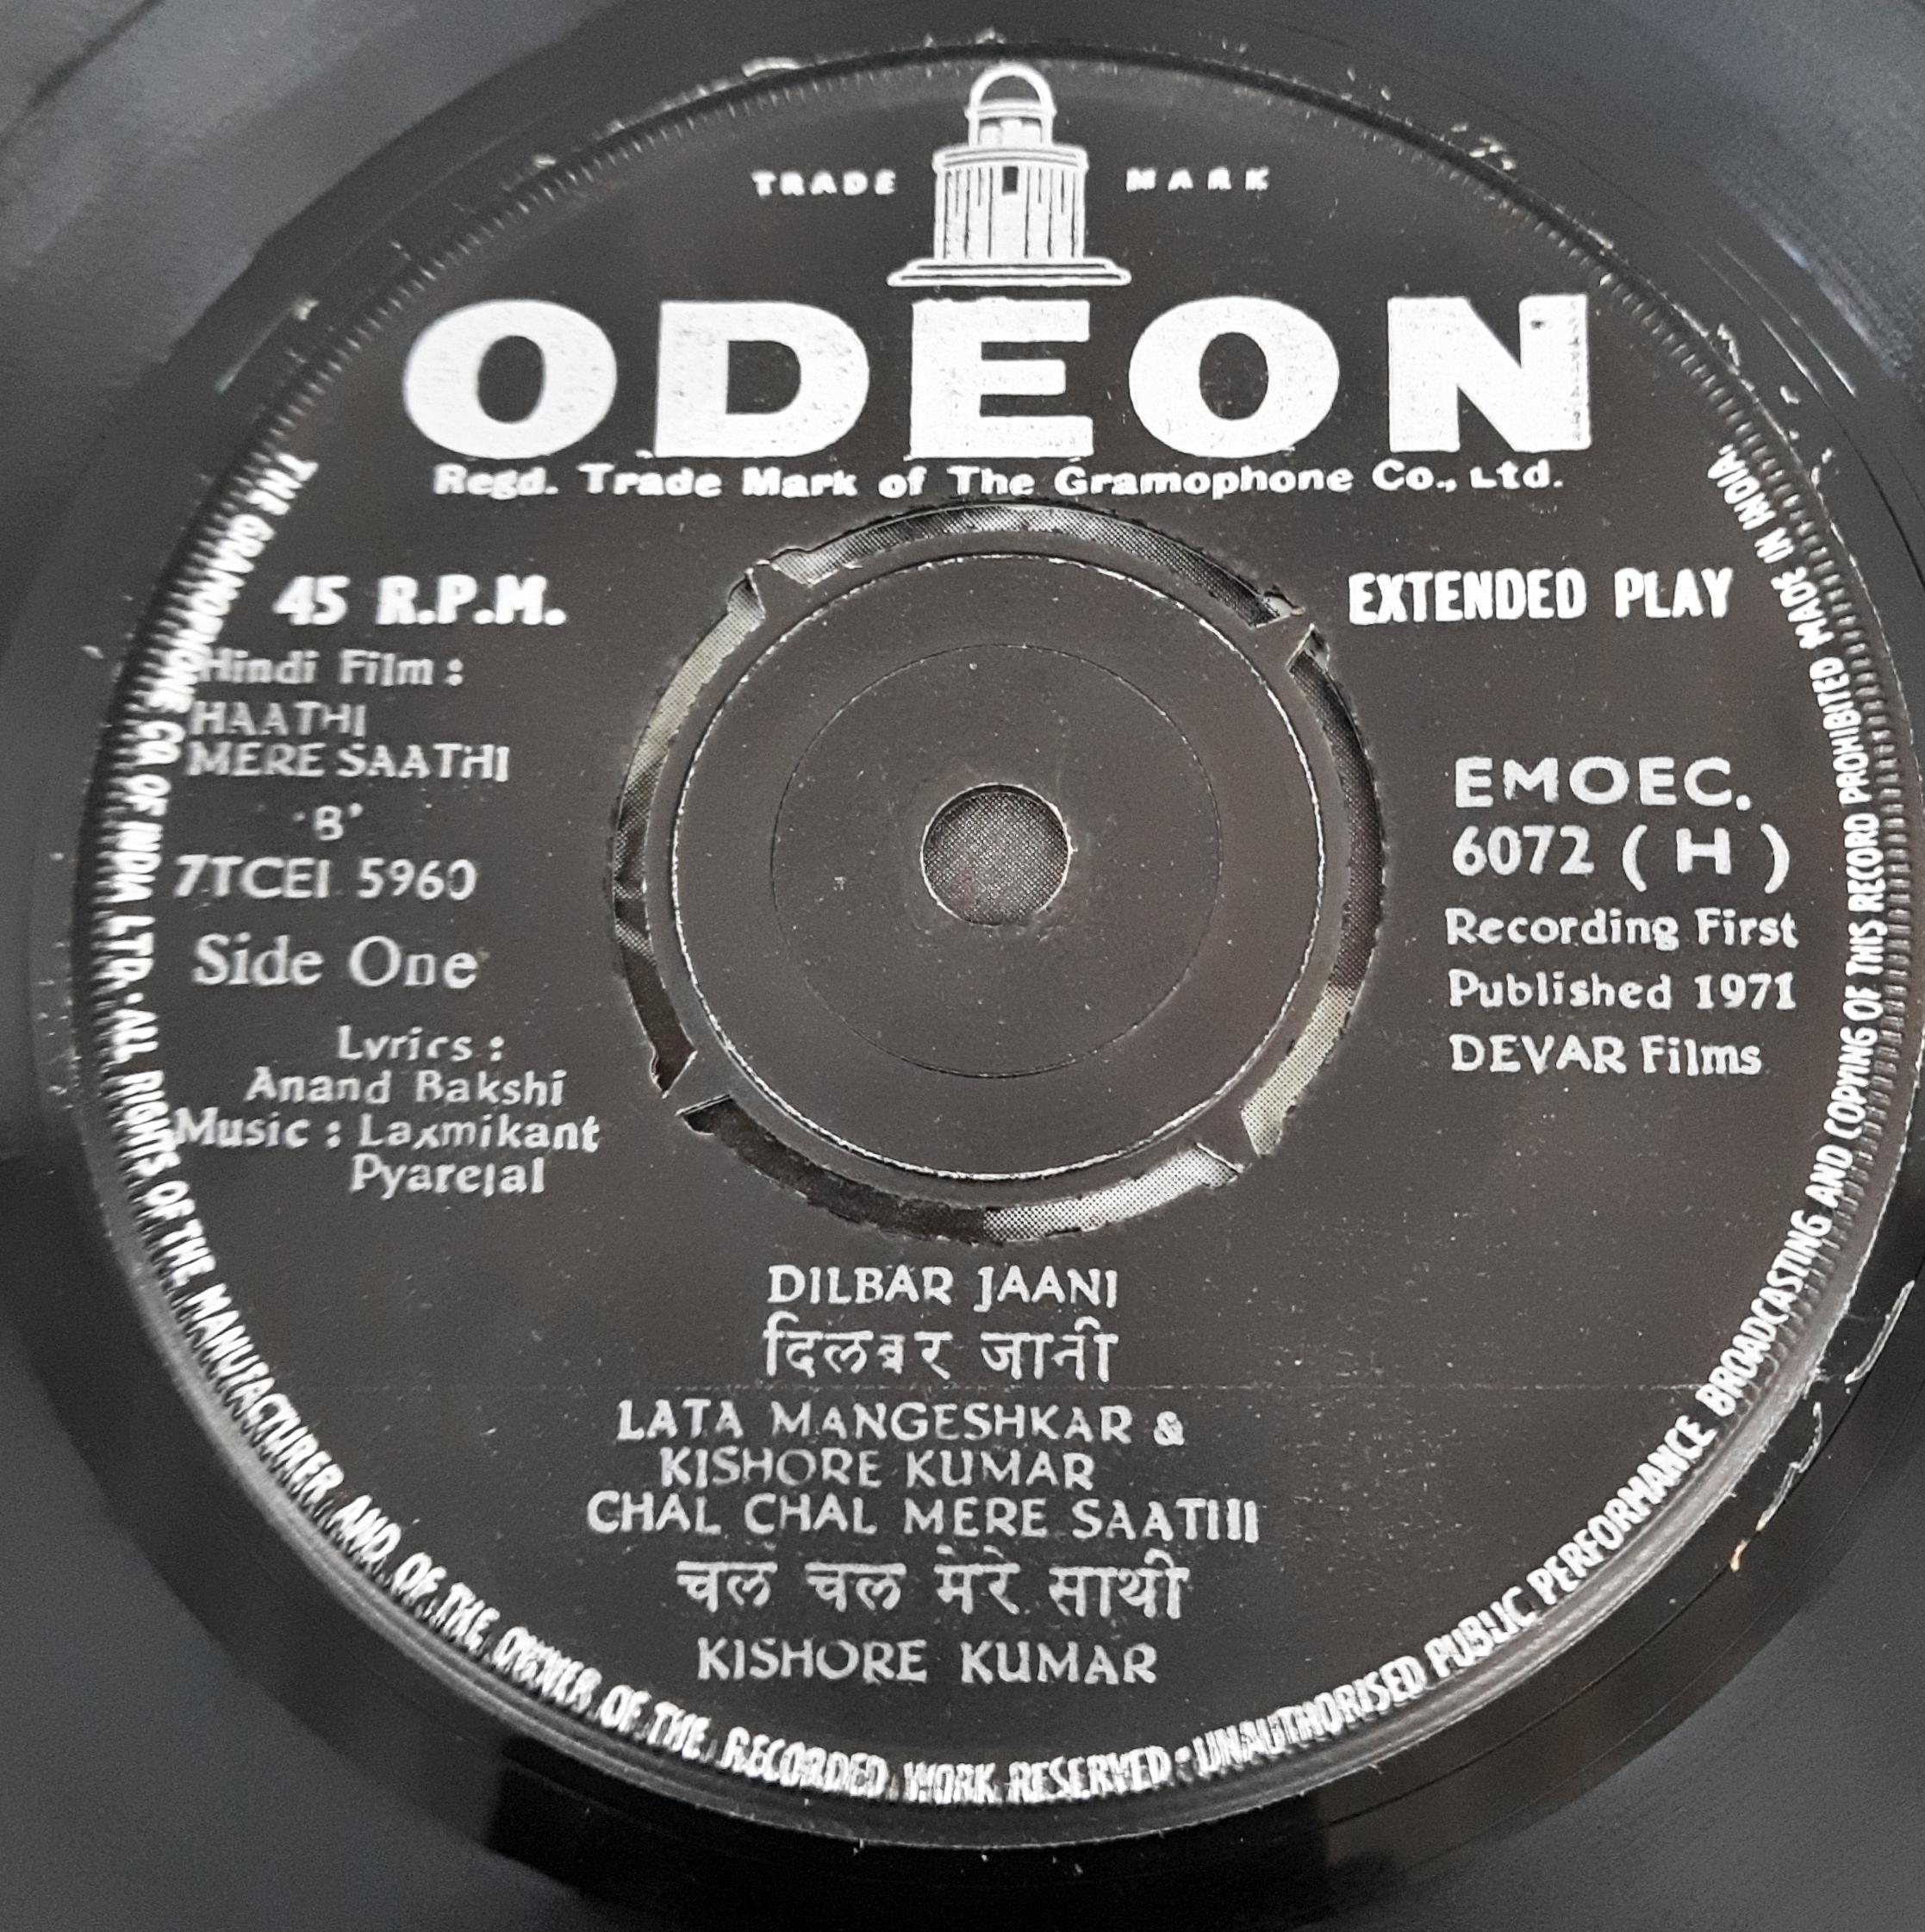 TRADE MARK
ODEON
Regd. Trade Mark of The Gramophone Co., Ltd.
45 R.P.M.
EXTENDED PLAY
Hindi Film :
HAATHI
MERE SAATHI
'B'
7TCEI 5960
Side One
Lyrics :
Anand Bakshi
Music : Laxmikant
Pyarelal
EMOEC.
6072 ( H )
Recording First
Published 1971
DEVAR Films
DILBAR JAANI
दिलबर जानी
LATA MANGESHKAR &
KISHORE KUMAR
CHAL CHAL MERE SAATHI
चल चल मेरे साथी
KISHORE KUMAR
THE GRAMOPHONE CO. OF INDIA LTD. ALL RIGHTS OF THE MANUFACTURER AND OF THE OWNER OF THE RECORDED WORK RESERVED · UNAUTHORISED PUBLIC PERFORMANCE BROADCASTING AND COPYING OF THIS RECORD PROHIBITED MADE IN INDIA.